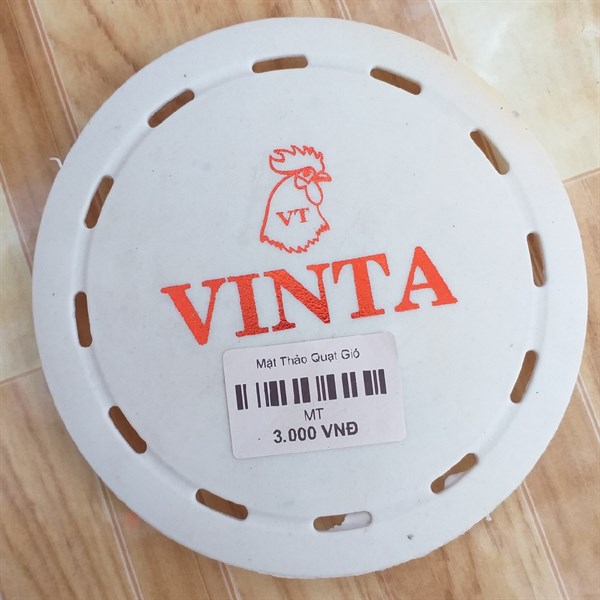 VT
VINTA
Mặt Thảo Quạt Gió
MT
3.000 VNĐ